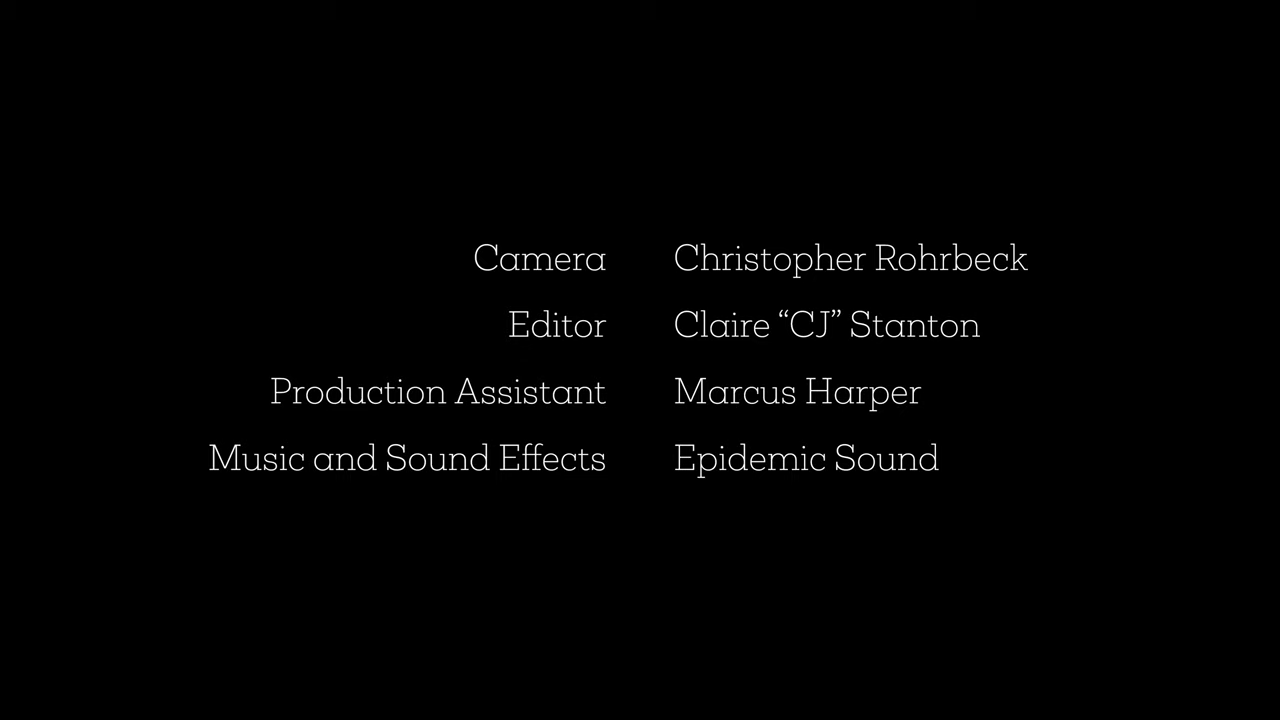 Camera Christopher Rohrbeck
Editor Claire “CJ” Stanton
Production Assistant Marcus Harper
Music and Sound Effects Epidemic Sound